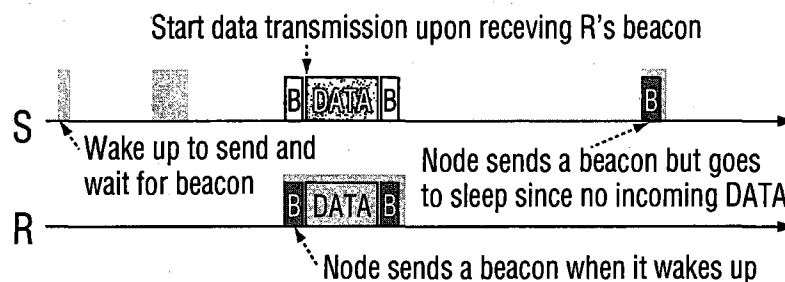 Start data transmission upon receving R's beacon
B DATA B
B
S
Wake up to send and
wait for beacon
Node sends a beacon but goes
to sleep since no incoming DATA
B DATA B
R
Node sends a beacon when it wakes up